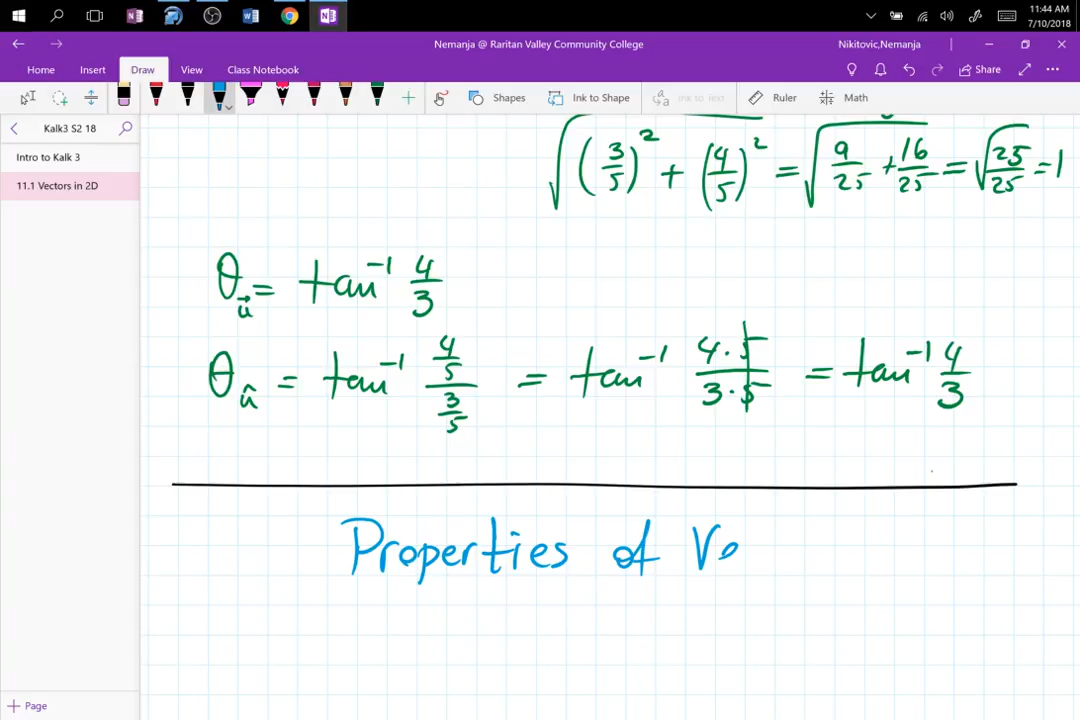 11:44 AM
7/10/2018
Nemanja @ Raritan Valley Community College
Nikitovic,Nemanja
Home Insert Draw View Class Notebook
Share
Shapes Ink to Shape Ink to Text Ruler Math
Kalk3 S2 18
Intro to Kalk 3
11.1 Vectors in 2D
√((3/5)² + (4/5)²) = √(9/25 + 16/25) = √(25/25) = 1
θ_u⃗ = tan⁻¹ 4/3
θ_û = tan⁻¹ (4/5)/(3/5) = tan⁻¹ (4·5)/(3·5) = tan⁻¹ 4/3
Properties of Ve
+ Page